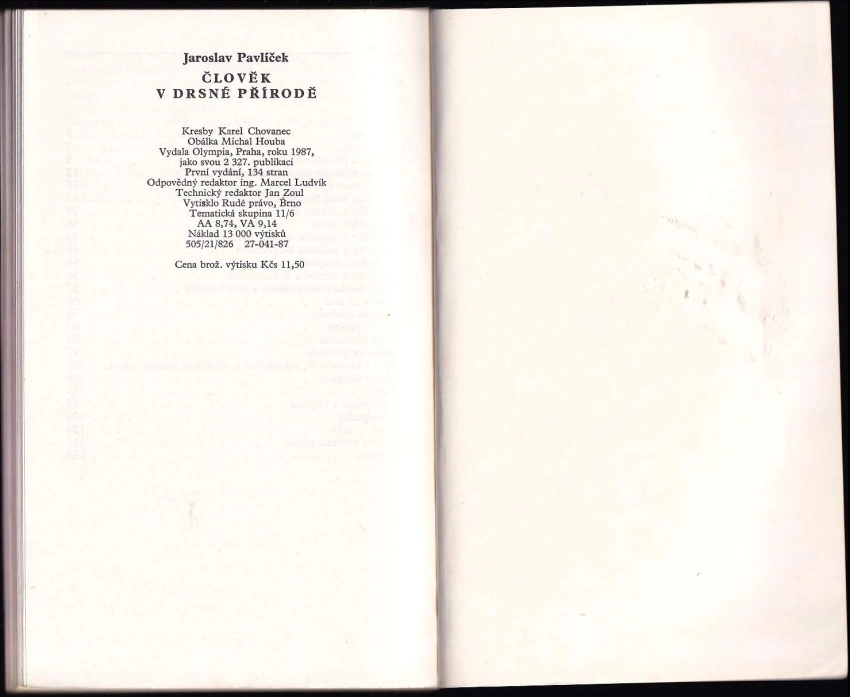 Jaroslav Pavlíček
ČLOVĚK
V DRSNÉ PŘÍRODĚ
Kresby Karel Chovanec
Obálka Michal Houba
Vydala Olympia, Praha, roku 1987,
jako svou 2 327. publikaci
První vydání, 134 stran
Odpovědný redaktor ing. Marcel Ludvík
Technický redaktor Jan Zoul
Vytisklo Rudé právo, Brno
Tematická skupina 11/6
AA 8,74, VA 9,14
Náklad 13 000 výtisků
505/21/826 27-041-87
Cena brož. výtisku Kčs 11,50